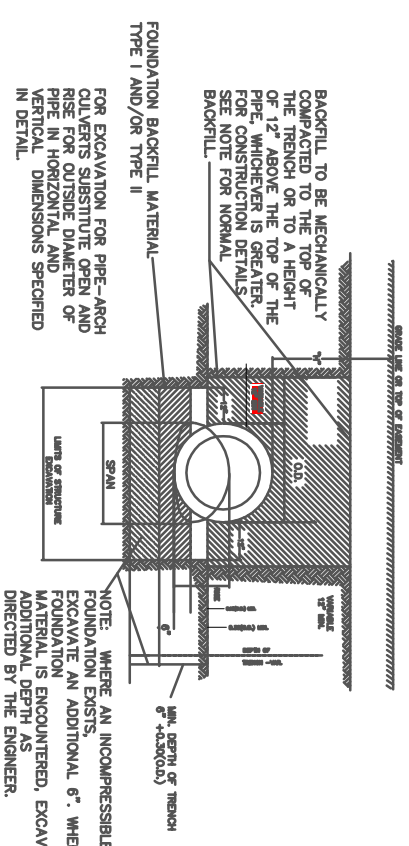 BACKFILL TO BE MECHANICALLY
COMPACTED TO THE TOP OF
THE TRENCH OR TO A HEIGHT
OF 12" ABOVE THE TOP OF THE
PIPE, WHICHEVER IS GREATER.
FOR CONSTRUCTION DETAILS
SEE NOTE FOR NORMAL
BACKFILL.
GRADE LINE OR TOP OF EASEMENT
"H"
VARIABLE
12" MIN.
O.D.
12"
12"
FOUNDATION BACKFILL MATERIAL
TYPE I AND/OR TYPE II
FOR EXCAVATION FOR PIPE-ARCH
CULVERTS SUBSTITUTE OPEN AND
RISE FOR OUTSIDE DIAMETER OF
PIPE IN HORIZONTAL AND
VERTICAL DIMENSIONS SPECIFIED
IN DETAIL.
SPAN
LIMITS OF STRUCTURE
EXCAVATION
RISE
6"
MIN. DEPTH OF TRENCH
6" +0.30(O.D.)
NOTE: WHERE AN INCOMPRESSIBLE
FOUNDATION EXISTS,
EXCAVATE AN ADDITIONAL 6". WHE
FOUNDATION
MATERIAL IS ENCOUNTERED, EXCAV
ADDITIONAL DEPTH AS
DIRECTED BY THE ENGINEER.